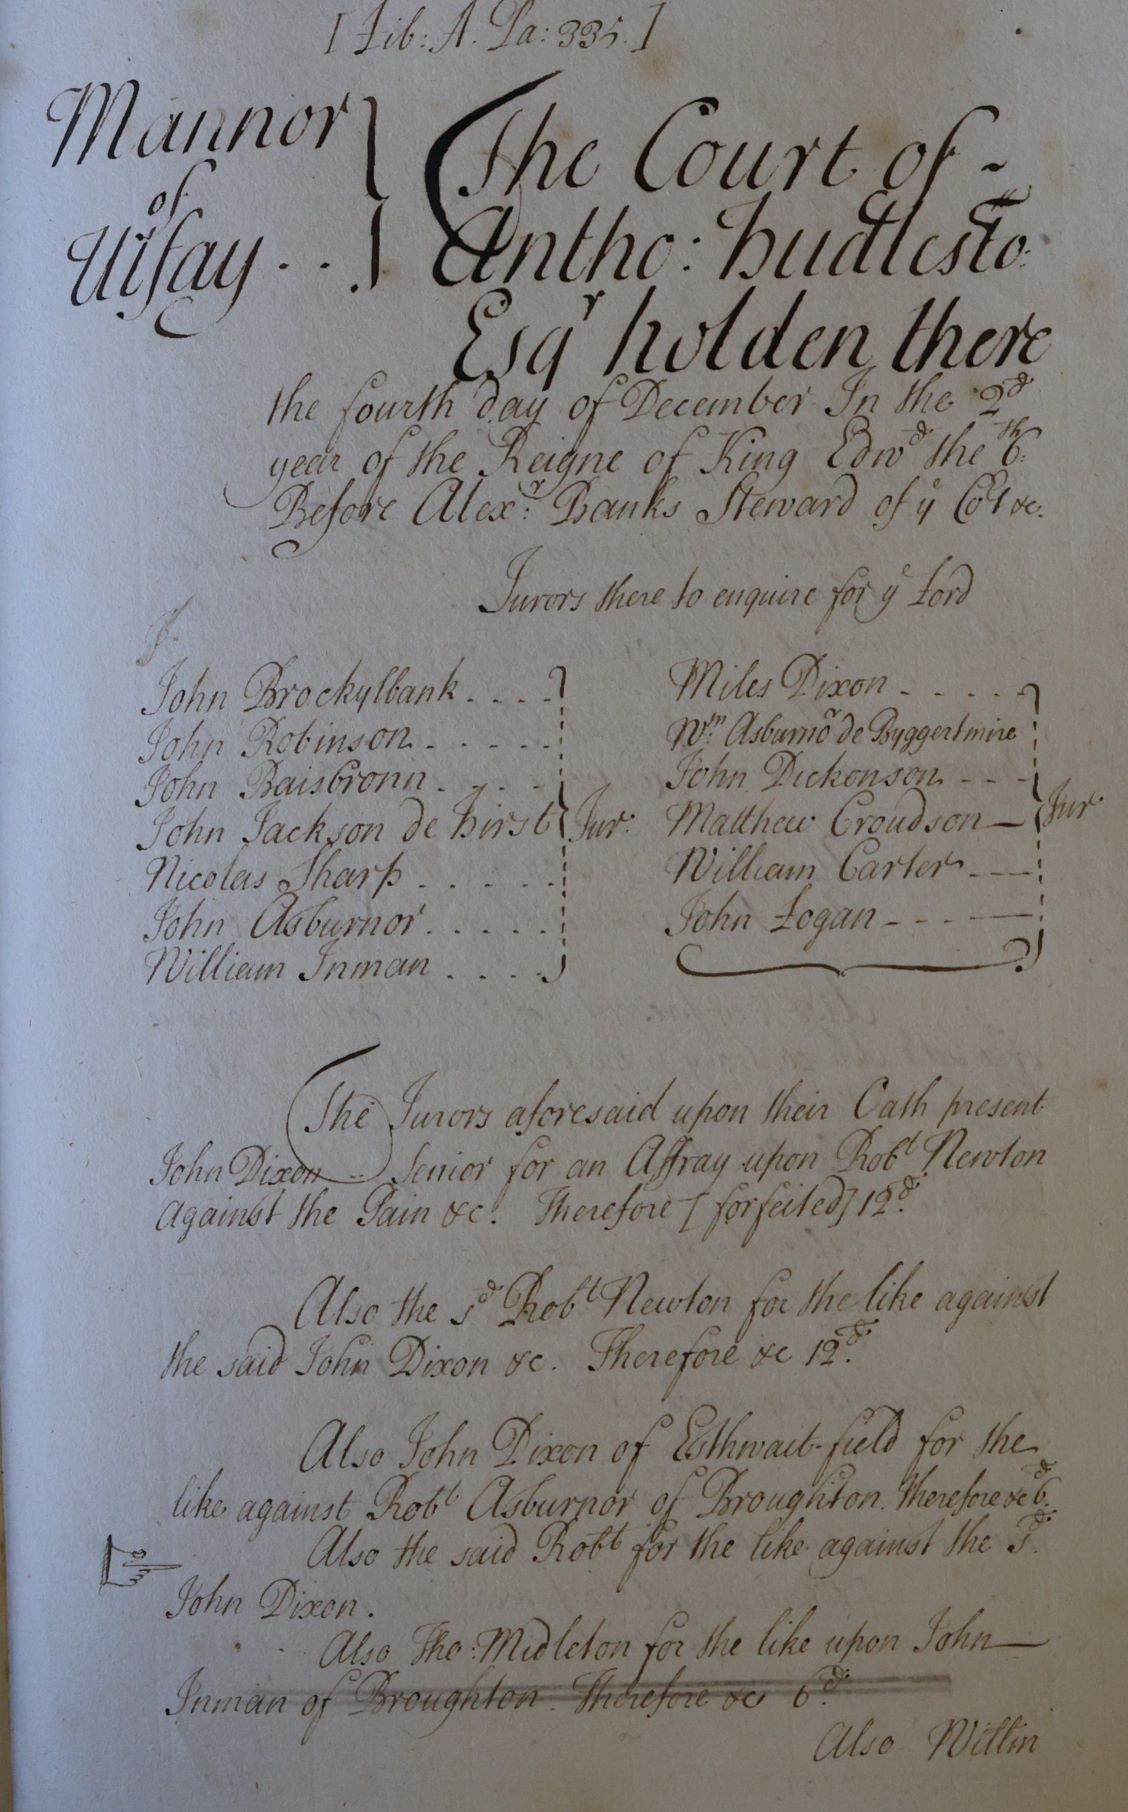 [ Lib: A. Pa: 335. ]
Mannor
of
Ulfay . . .
The Court of -
Antho: Hudlesto:
Esqr holden there
the fourth day of December In the 2d
year of the Reigne of King Edwd the 6th:
Before Alexr: Banks Steward of ye Cort &c.
Jurors there to enquire for ye Lord
John Brockylbank . . . .
John Robinson . . . . .
John Baisbronn . . . .
John Jackson de Hirst
Nicolas Sharp . . . . .
John Asburnor . . . . .
William Inman . . . .
Jur:
Miles Dixon - . . . .
Wm: Asburnor de Byggertmire
John Dickonson - - -
Matthew Croudson —
William Carter - —
John Logan - - - —
Jur.
The Jurors aforesaid upon their Oath present
John Dixon .. Senior for an Affray upon Robt Newton
against the Pain &c. Therefore [ forfeited] 12d.
Also the sd Robt Newton for the like against
the said John Dixon &c. Therefore &c 12d.
Also John Dixon of Esthwait-field for the
like against Robt Asburnor of Broughton. Therefore &c 6d.
Also the said Robt for the like against the sd.
John Dixon.
Also Tho: Midleton for the like upon John —
Inman of Broughton. Therefore &c 6d.
Also Willm